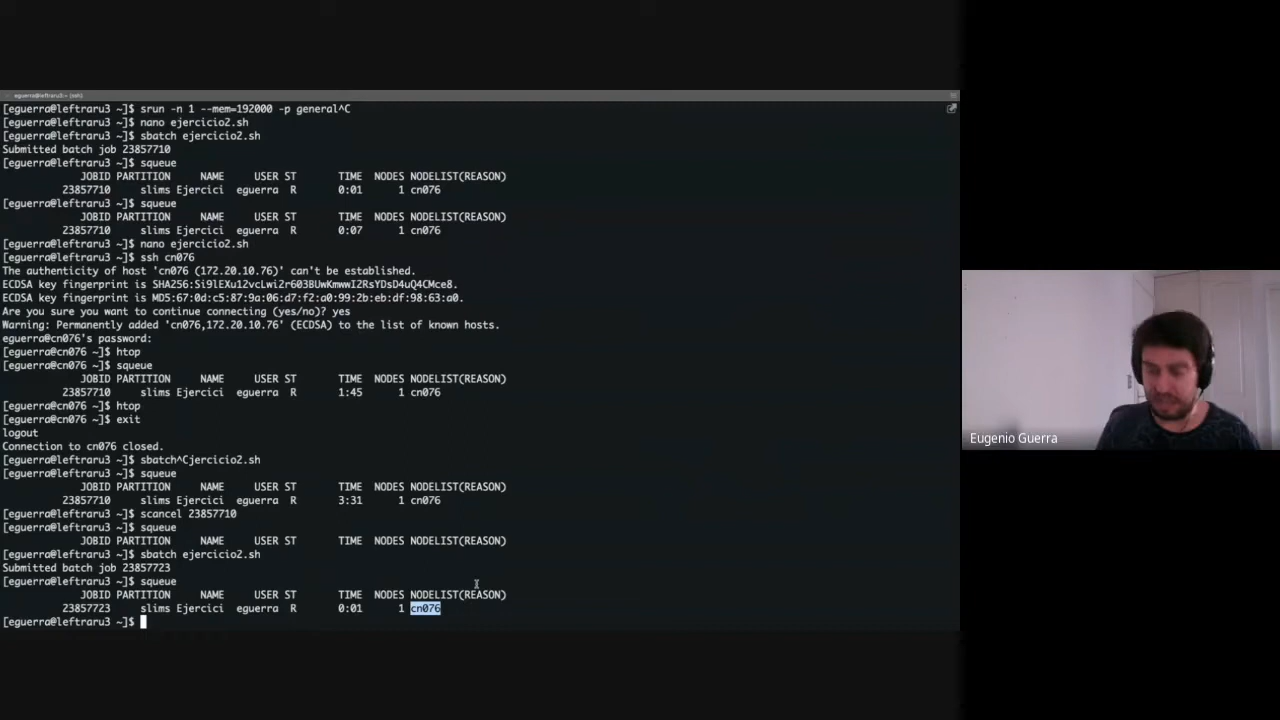 eguerra@leftraru3:~ (ssh)
[eguerra@leftraru3 ~]$ srun -n 1 --mem=192000 -p general^C
[eguerra@leftraru3 ~]$ nano ejercicio2.sh
[eguerra@leftraru3 ~]$ sbatch ejercicio2.sh
Submitted batch job 23857710
[eguerra@leftraru3 ~]$ squeue
JOBID PARTITION NAME USER ST TIME NODES NODELIST(REASON)
23857710 slims Ejercici eguerra R 0:01 1 cn076
[eguerra@leftraru3 ~]$ squeue
JOBID PARTITION NAME USER ST TIME NODES NODELIST(REASON)
23857710 slims Ejercici eguerra R 0:07 1 cn076
[eguerra@leftraru3 ~]$ nano ejercicio2.sh
[eguerra@leftraru3 ~]$ ssh cn076
The authenticity of host 'cn076 (172.20.10.76)' can't be established.
ECDSA key fingerprint is SHA256:Si9lEXu12vcLwi2r603BUwKmwwI2RsYDsD4uQ4CMce8.
ECDSA key fingerprint is MD5:67:0d:c5:87:9a:06:d7:f2:a0:99:2b:eb:df:98:63:a0.
Are you sure you want to continue connecting (yes/no)? yes
Warning: Permanently added 'cn076,172.20.10.76' (ECDSA) to the list of known hosts.
eguerra@cn076's password:
[eguerra@cn076 ~]$ htop
[eguerra@cn076 ~]$ squeue
JOBID PARTITION NAME USER ST TIME NODES NODELIST(REASON)
23857710 slims Ejercici eguerra R 1:45 1 cn076
[eguerra@cn076 ~]$ htop
[eguerra@cn076 ~]$ exit
logout
Connection to cn076 closed.
[eguerra@leftraru3 ~]$ sbatch^Cjercicio2.sh
[eguerra@leftraru3 ~]$ squeue
JOBID PARTITION NAME USER ST TIME NODES NODELIST(REASON)
23857710 slims Ejercici eguerra R 3:31 1 cn076
[eguerra@leftraru3 ~]$ scancel 23857710
[eguerra@leftraru3 ~]$ squeue
JOBID PARTITION NAME USER ST TIME NODES NODELIST(REASON)
[eguerra@leftraru3 ~]$ sbatch ejercicio2.sh
Submitted batch job 23857723
[eguerra@leftraru3 ~]$ squeue
JOBID PARTITION NAME USER ST TIME NODES NODELIST(REASON)
23857723 slims Ejercici eguerra R 0:01 1 cn076
[eguerra@leftraru3 ~]$
Eugenio Guerra